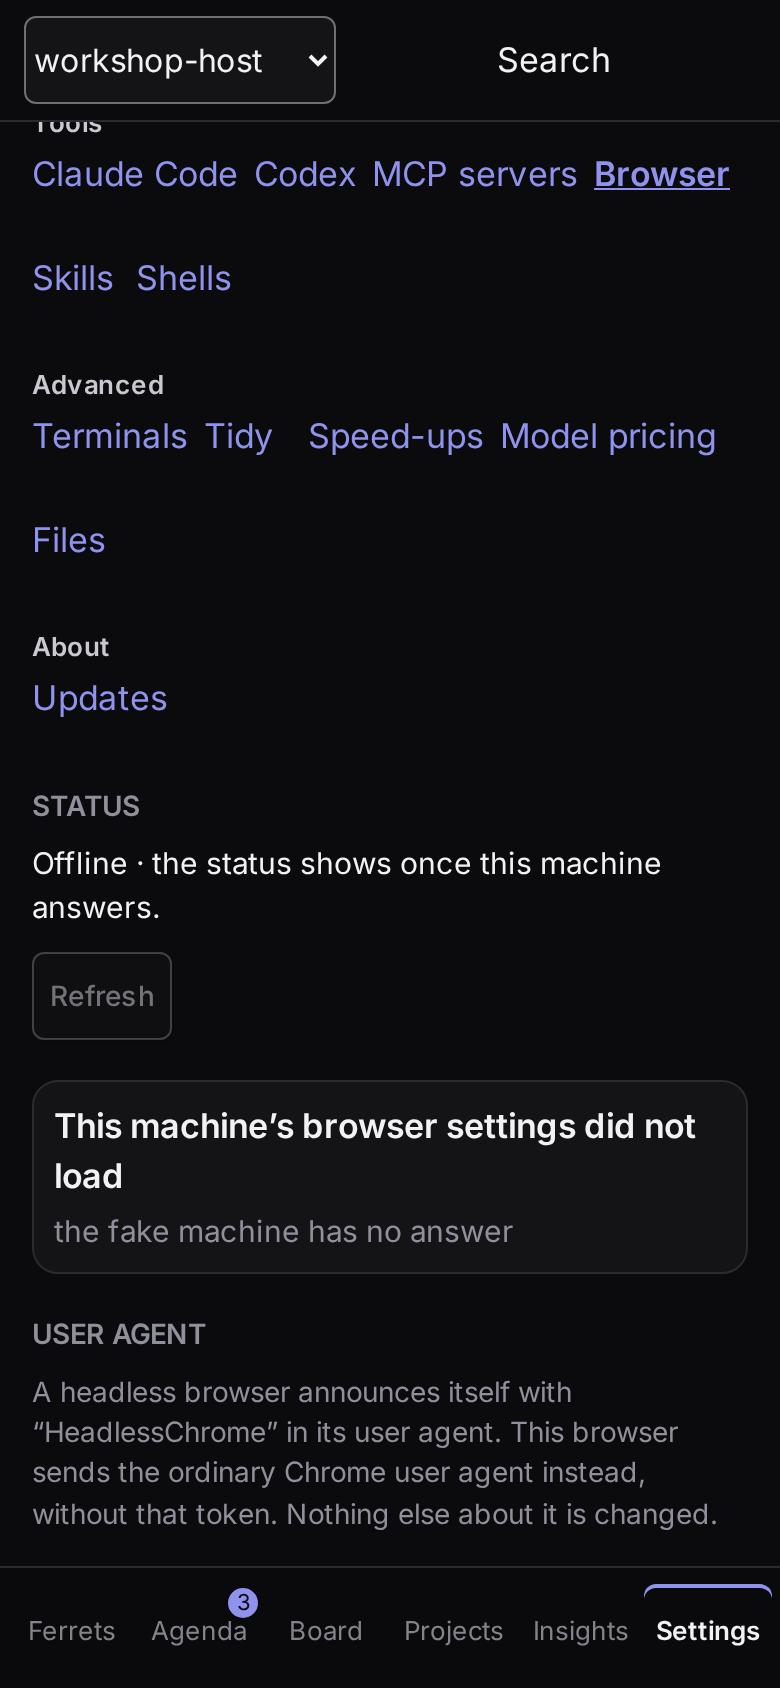 workshop-host
Search
Tools
Claude Code Codex MCP servers Browser
Skills Shells
Advanced
Terminals Tidy Speed-ups Model pricing
Files
About
Updates
STATUS
Offline · the status shows once this machine
answers.
Refresh
This machine’s browser settings did not
load
the fake machine has no answer
USER AGENT
A headless browser announces itself with
“HeadlessChrome” in its user agent. This browser
sends the ordinary Chrome user agent instead,
without that token. Nothing else about it is changed.
3
Ferrets Agenda Board Projects Insights Settings